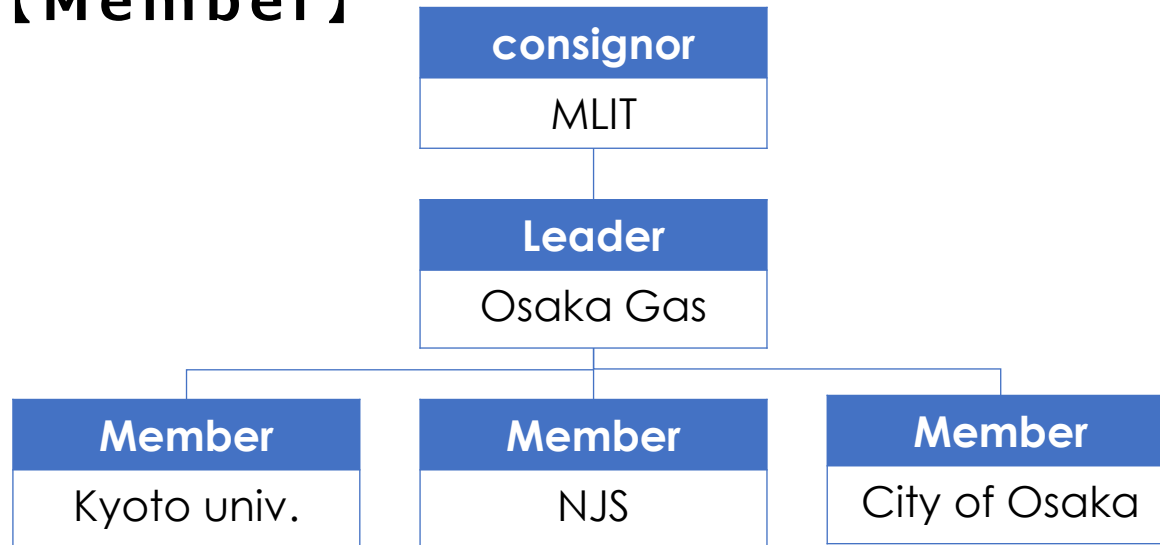 【Member】
consignor
MLIT
Leader
Osaka Gas
Member
Kyoto univ.
Member
NJS
Member
City of Osaka